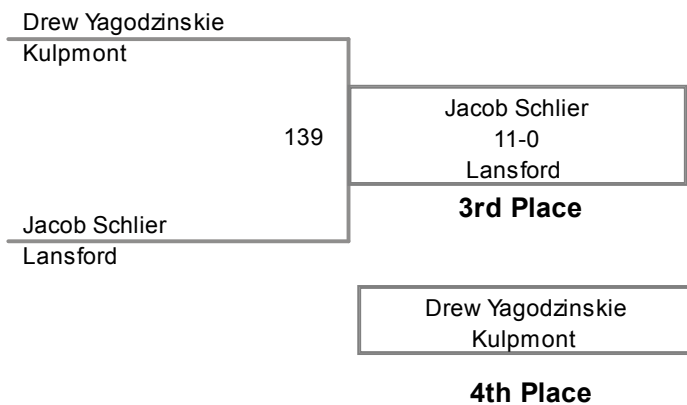 Drew Yagodzinskie
Kulpmont
139
Jacob Schlier
11-0
Lansford
3rd Place
Jacob Schlier
Lansford
Drew Yagodzinskie
Kulpmont
4th Place